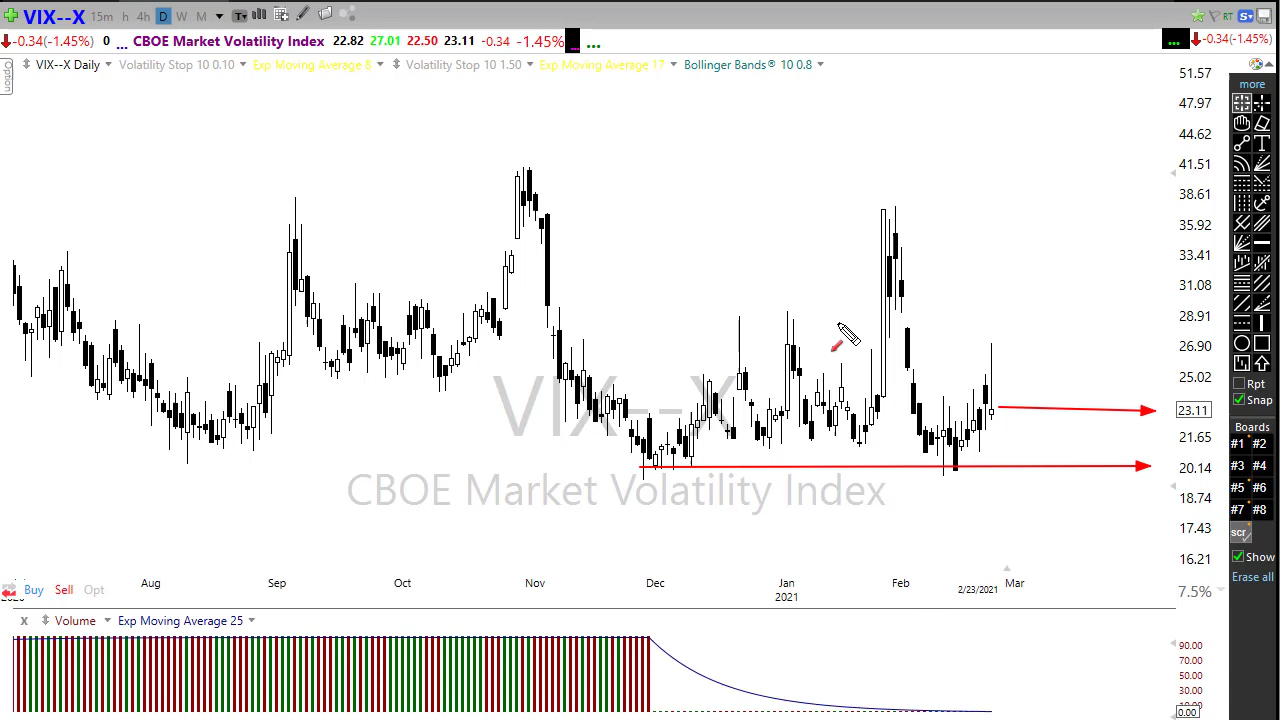 VIX--X 15m h 4h D W M T RT S
-0.34(-1.45%) 0 ... CBOE Market Volatility Index 22.82 27.01 22.50 23.11 -0.34 -1.45% ... ... ... -0.34(-1.45%)
Option
VIX--X Daily Volatility Stop 10 0.10 Exp Moving Average 8 Volatility Stop 10 1.50 Exp Moving Average 17 Bollinger Bands® 10 0.8
51.57
47.97
44.62
41.51
38.61
35.92
33.41
31.08
28.91
26.90
25.02
23.11
21.65
20.14
18.74
17.43
16.21
VIX--X
CBOE Market Volatility Index
Aug Sep Oct Nov Dec Jan Feb Mar
2021 2/23/2021
Buy Sell Opt
7.5%
X Volume Exp Moving Average 25
90.00
70.00
50.00
30.00
0.00
more
T
Rpt
Snap
Boards
#1 #2
#3 #4
#5 #6
#7 #8
scr
Show
Erase all